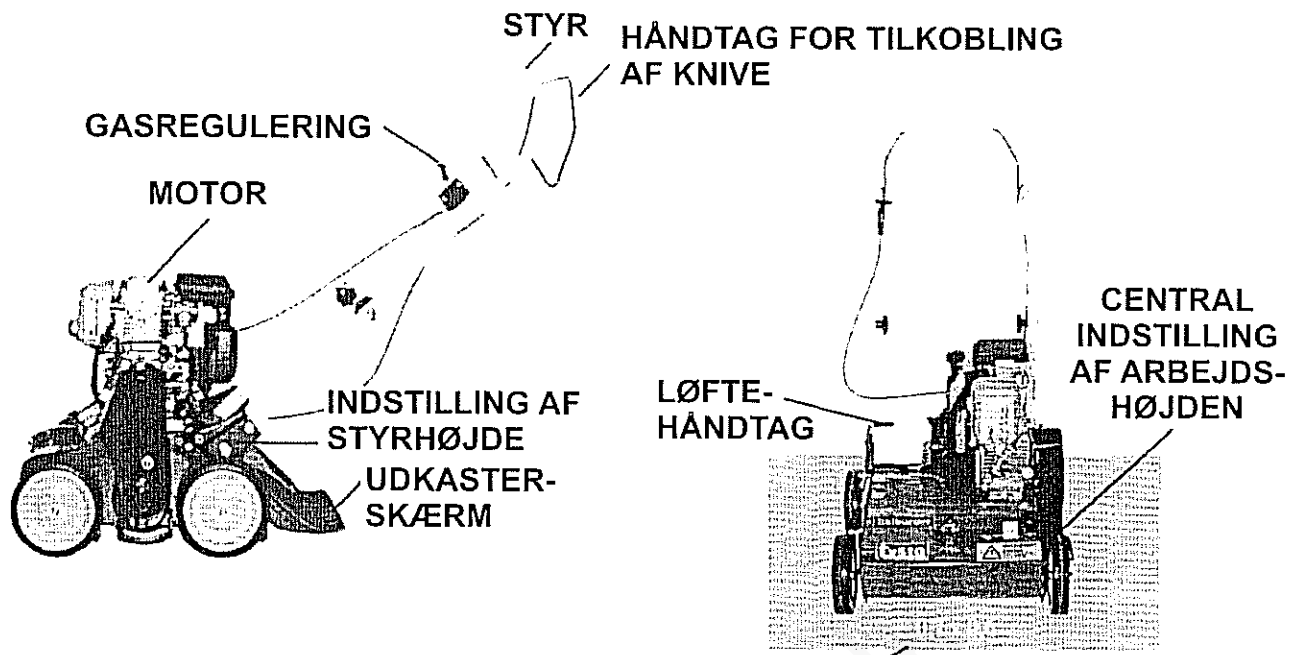 STYR
HÅNDTAG FOR TILKOBLING
AF KNIVE
GASREGULERING
MOTOR
INDSTILLING AF
STYRHØJDE
UDKASTER-
SKÆRM
LØFTE-
HÅNDTAG
CENTRAL
INDSTILLING
AF ARBEJDS-
HØJDEN